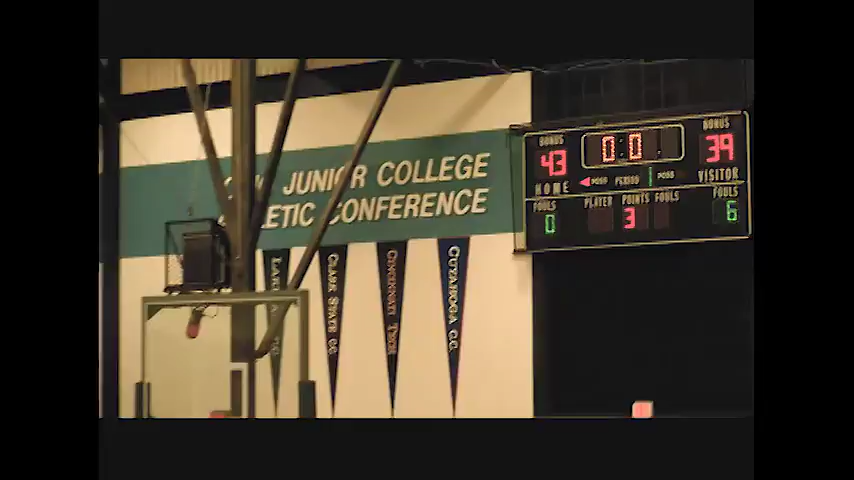 JUNIOR COLLEGE
CONFERENCE
CLARK STATE CC
CINCINNATI TECH
CUYAHOGA C.C.
BONUS BONUS
43 0:0 39
HOME POSS PERIOD 1 POSS VISITOR
FOULS PLAYER POINTS FOULS FOULS
0 3 6